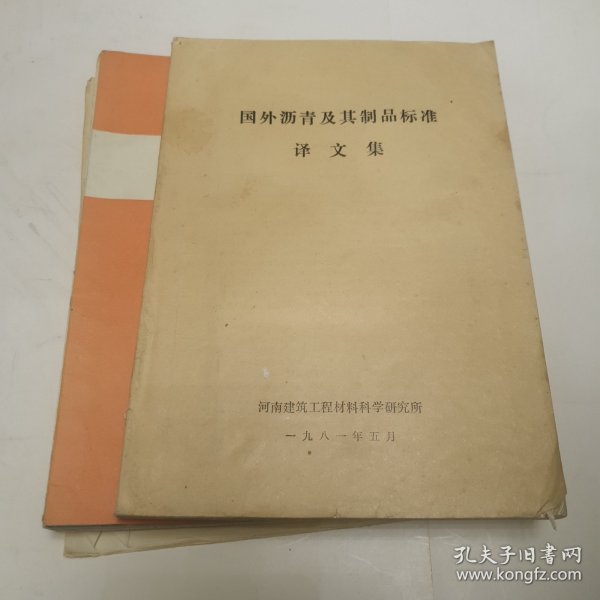 国外沥青及其制品标准
译文集
河南建筑工程材料科学研究所
一九八一年五月
孔夫子旧书网
www.kongfz.com